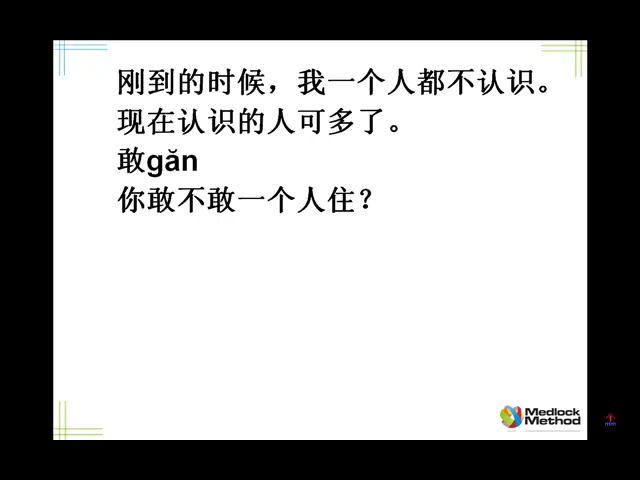 刚到的时候，我一个人都不认识。
现在认识的人可多了。
敢gǎn
你敢不敢一个人住？
Medlock
Method